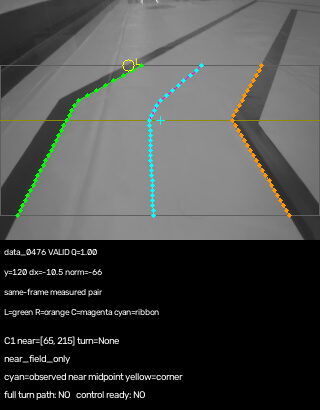 L
data_0476 VALID Q=1.00
y=120 dx=-10.5 norm=-66
same-frame measured pair
L=green R=orange C=magenta cyan=ribbon
C1 near=[65, 215] turn=None
near_field_only
cyan=observed near midpoint yellow=corner
full turn path: NO control ready: NO